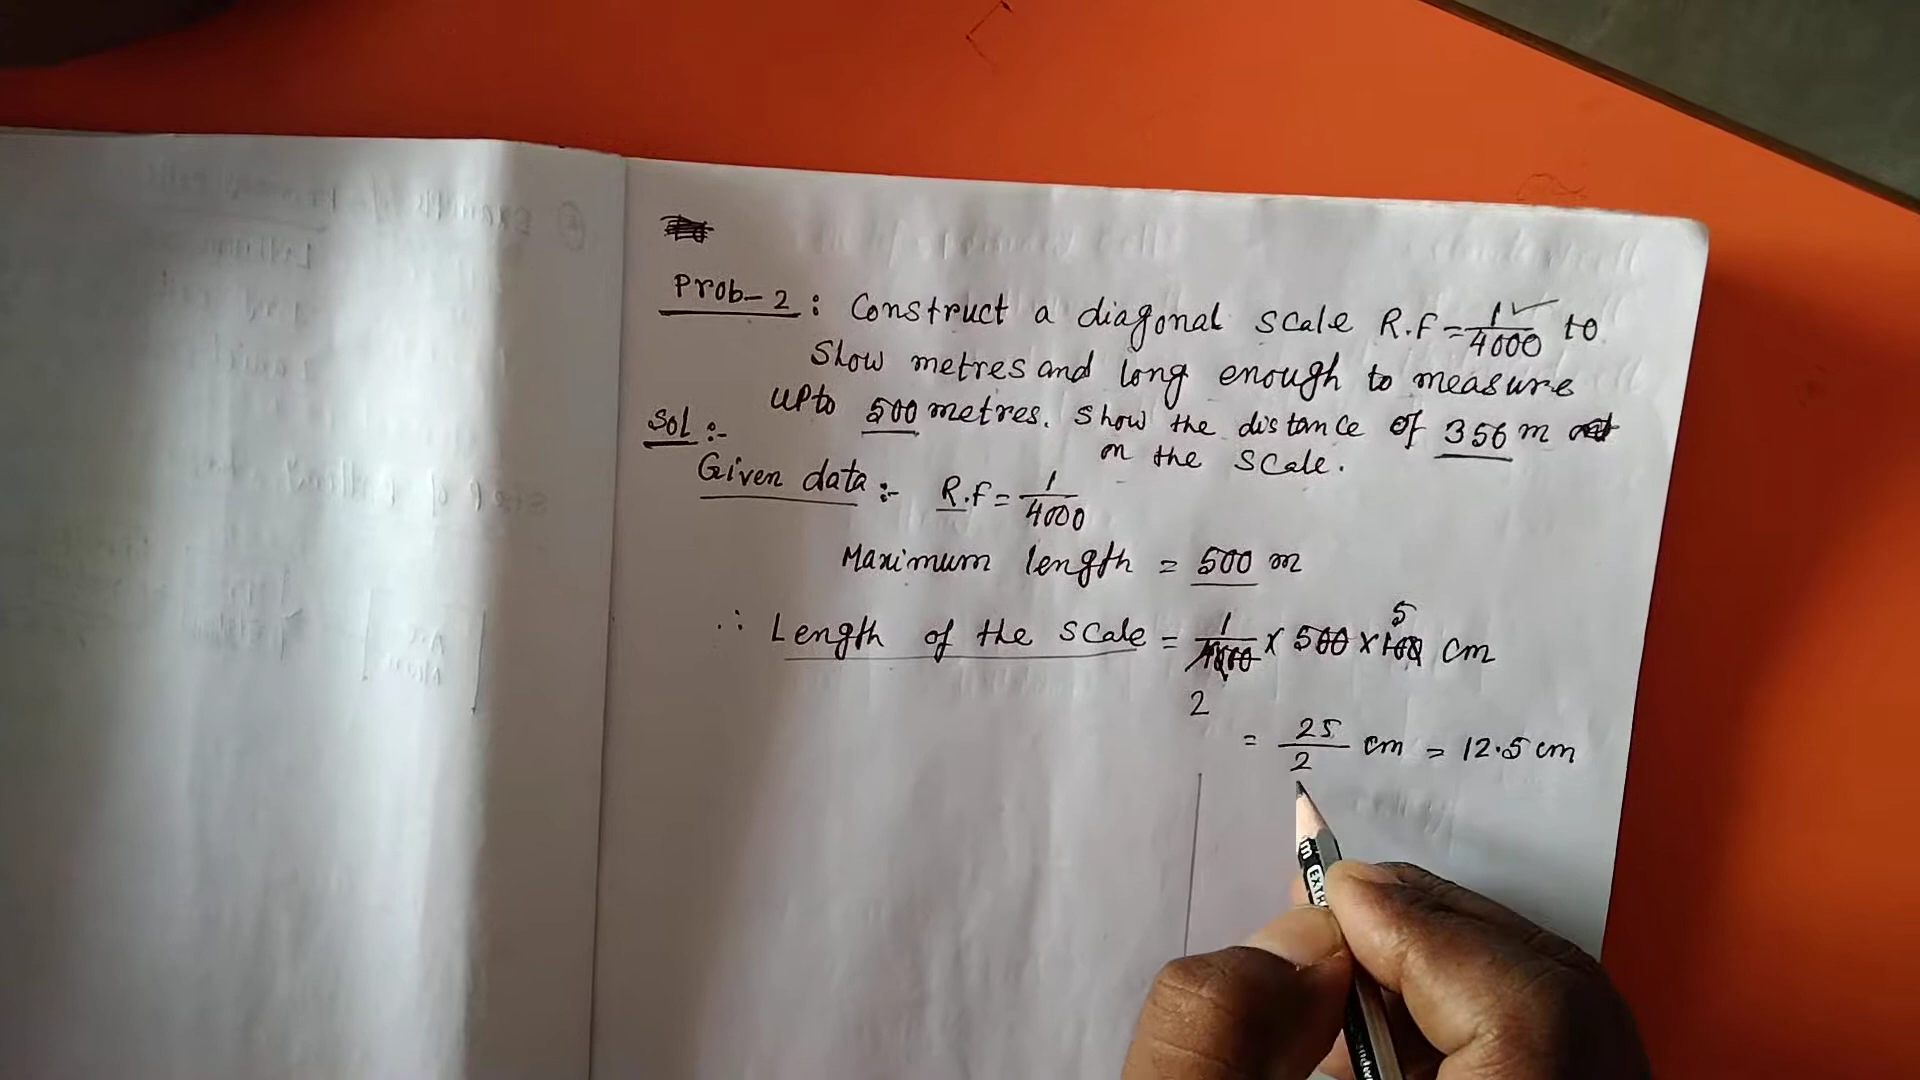 Prob-2: Construct a diagonal scale R.F = 1/4000 to
Show metres and long enough to measure
upto 500 metres. Show the distance of 356 m
on the scale.
Sol:-
Given data:- R.F = 1/4000
Maximum length = 500 m
∴ Length of the scale = 1/4000 × 500 × 100 cm
5
2
= 25/2 cm = 12.5 cm
m EXTR